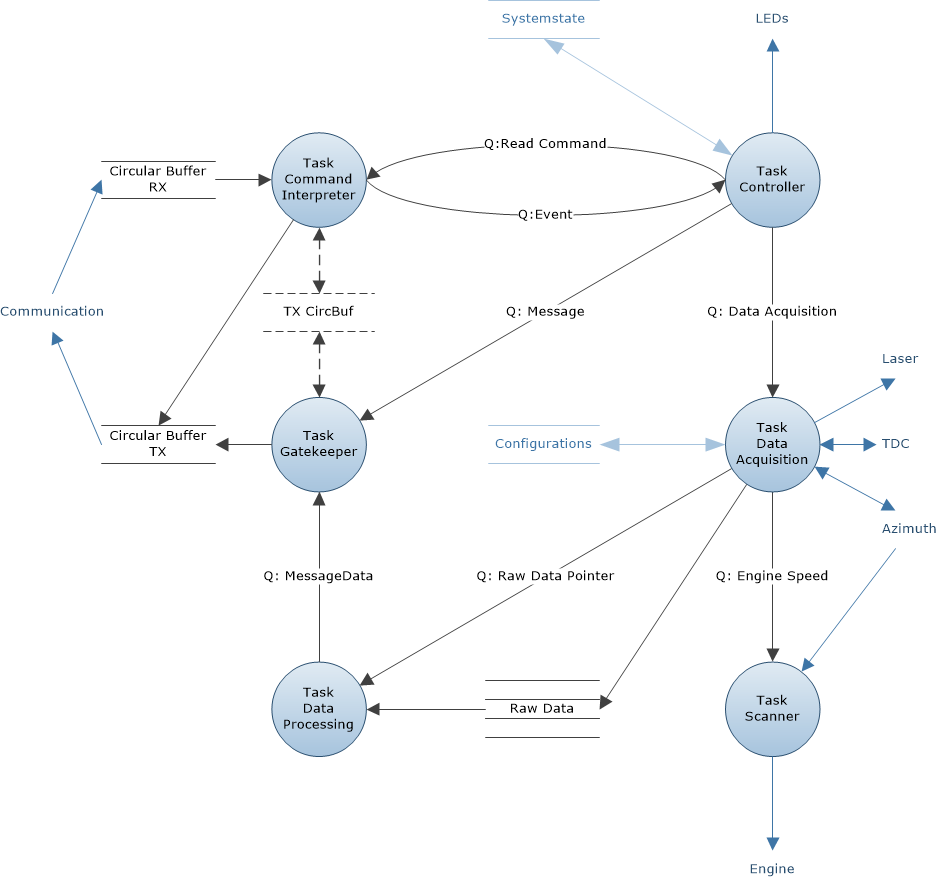 Systemstate
LEDs
Q:Read Command
Task
Command
Interpreter
Circular Buffer
RX
Task
Controller
Q:Event
Communication
TX CircBuf
Q: Message
Q: Data Acquisition
Laser
Circular Buffer
TX
Task
Gatekeeper
Configurations
Task
Data
Acquisition
TDC
Azimuth
Q: MessageData
Q: Raw Data Pointer
Q: Engine Speed
Task
Data
Processing
Raw Data
Task
Scanner
Engine